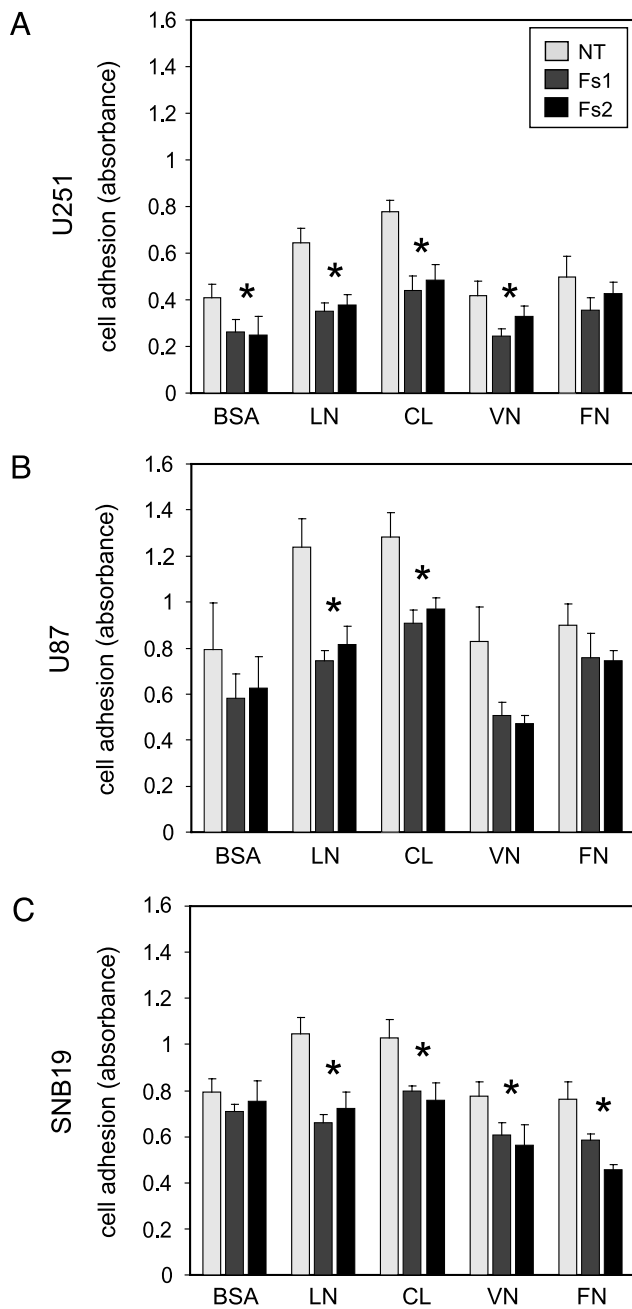 A
U251
cell adhesion (absorbance)
1.6
1.4
1.2
1
0.8
0.6
0.4
0.2
0
NT
Fs1
Fs2
*
*
*
*
BSA LN CL VN FN
B
U87
cell adhesion (absorbance)
1.6
1.4
1.2
1
0.8
0.6
0.4
0.2
0
*
*
BSA LN CL VN FN
C
SNB19
cell adhesion (absorbance)
1.6
1.4
1.2
1
0.8
0.6
0.4
0.2
0
*
*
*
*
BSA LN CL VN FN